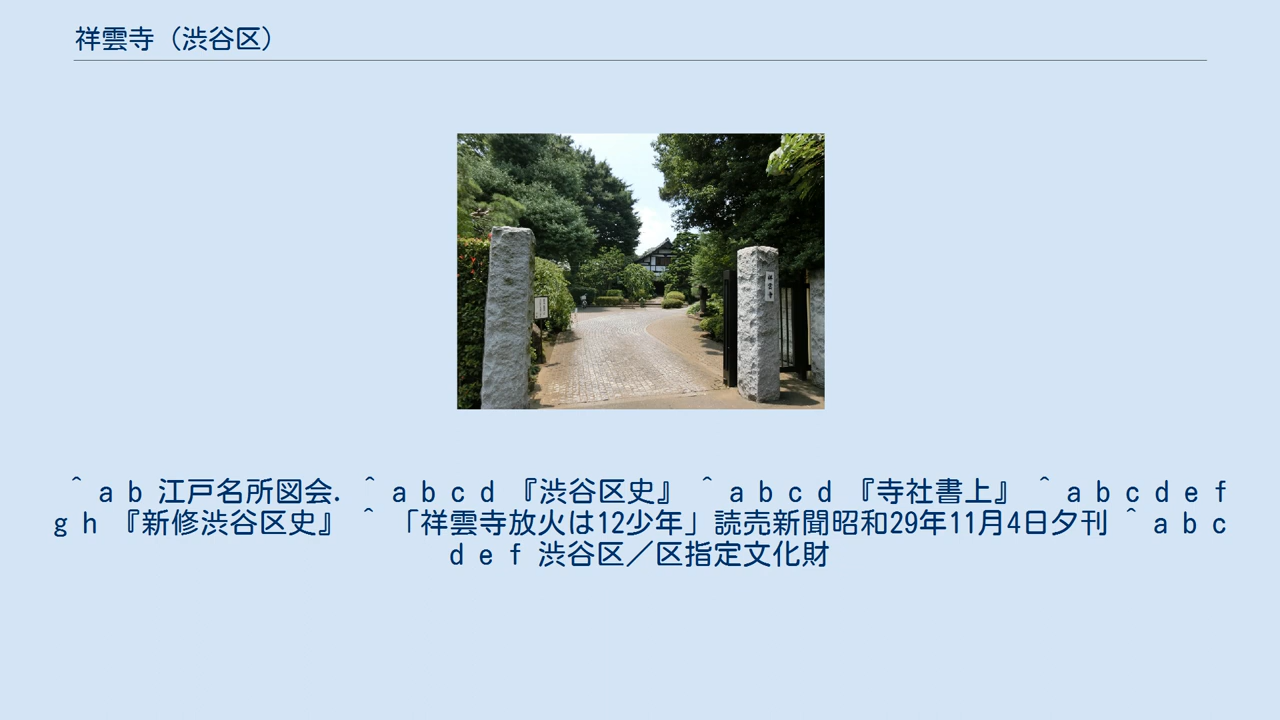 祥雲寺（渋谷区）
祥雲寺
＾ a b 江戸名所図会. ＾ a b c d 『渋谷区史』 ＾ a b c d 『寺社書上』 ＾ a b c d e f
g h 『新修渋谷区史』 ＾ 「祥雲寺放火は12少年」読売新聞昭和29年11月4日夕刊 ＾ a b c
d e f 渋谷区／区指定文化財